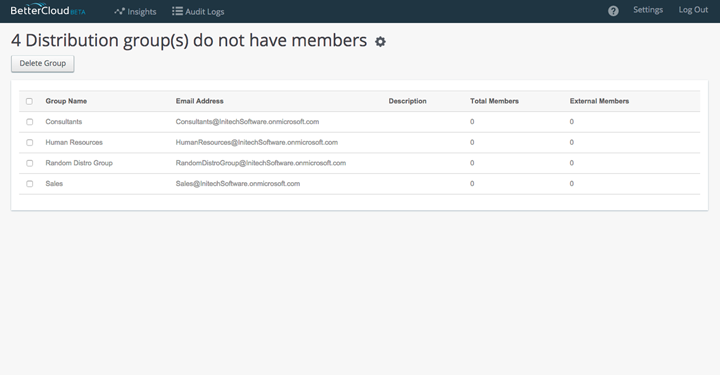 BetterCloud BETA Insights Audit Logs ? Settings Log Out
4 Distribution group(s) do not have members
Delete Group
Group Name Email Address Description Total Members External Members
Consultants Consultants@InitechSoftware.onmicrosoft.com 0 0
Human Resources HumanResources@InitechSoftware.onmicrosoft.com 0 0
Random Distro Group RandomDistroGroup@InitechSoftware.onmicrosoft.com 0 0
Sales Sales@InitechSoftware.onmicrosoft.com 0 0